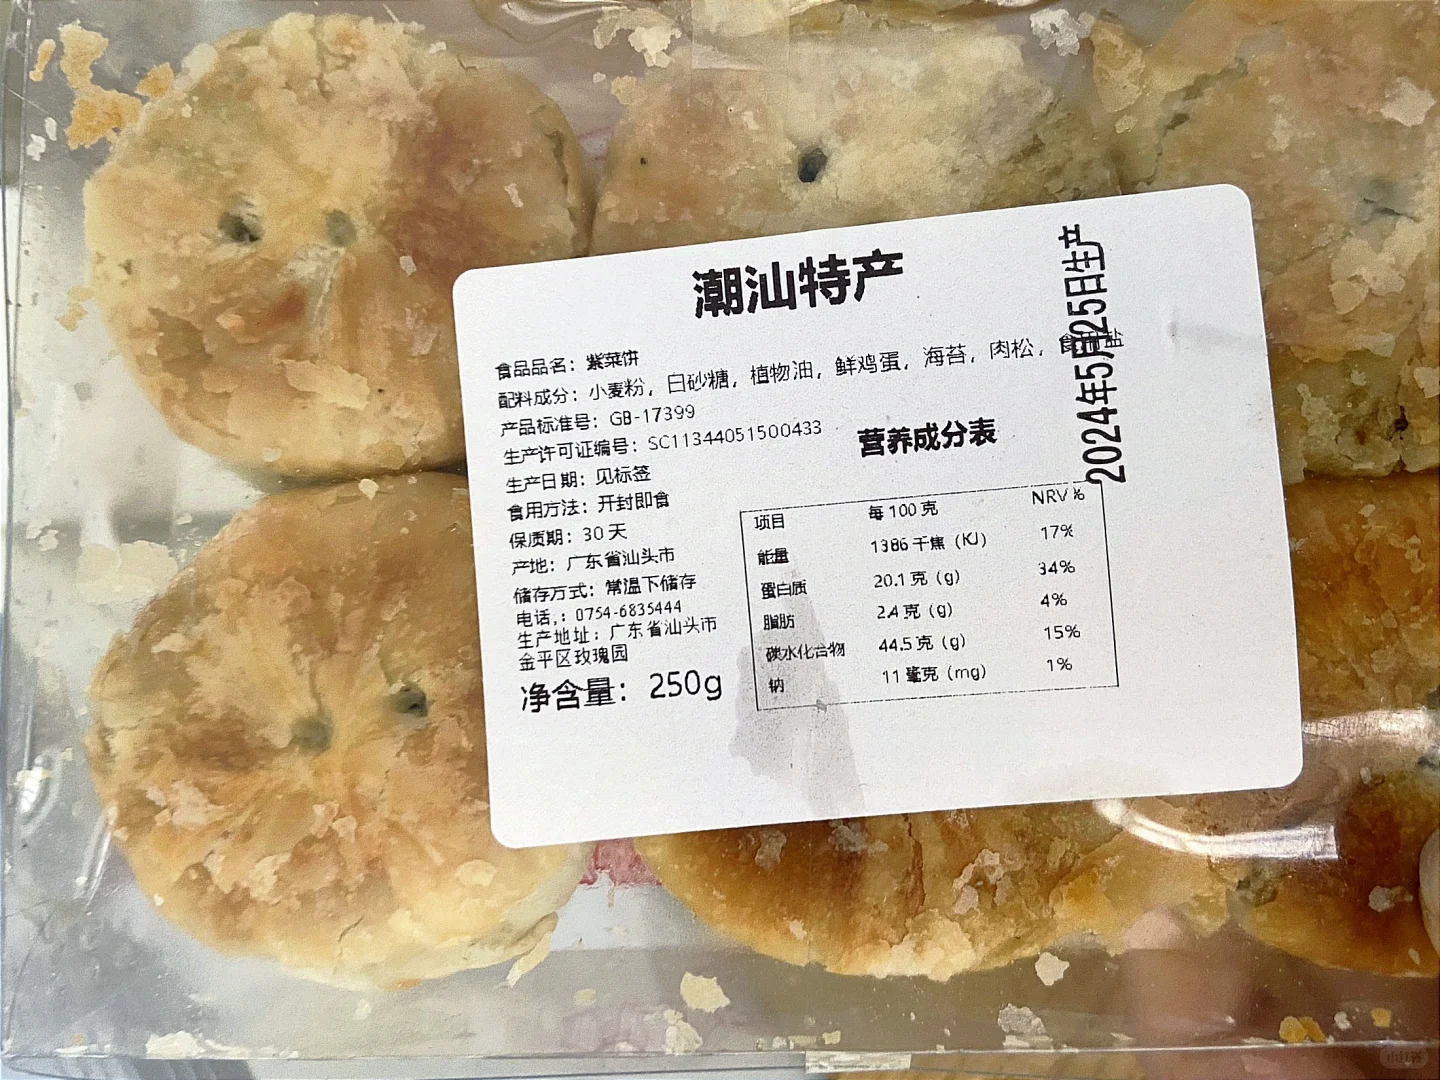 潮汕特产
2024年5月25日生产
食品品名：紫菜饼
配料成分：小麦粉，白砂糖，植物油，鲜鸡蛋，海苔，肉松，食用盐
产品标准号：GB-17399
生产许可证编号：SC11344051500433
生产日期：见标签
食用方法：开封即食
保质期：30天
产地：广东省汕头市
储存方式：常温下储存
电话,：0754-6835444
生产地址：广东省汕头市
金平区玫瑰园
净含量：250g
营养成分表
项目 每100克 NRV%
能量 1386千焦（KJ） 17%
蛋白质 20.1克（g） 34%
脂肪 2.4克（g） 4%
碳水化合物 44.5克（g） 15%
钠 11毫克（mg） 1%
小红书